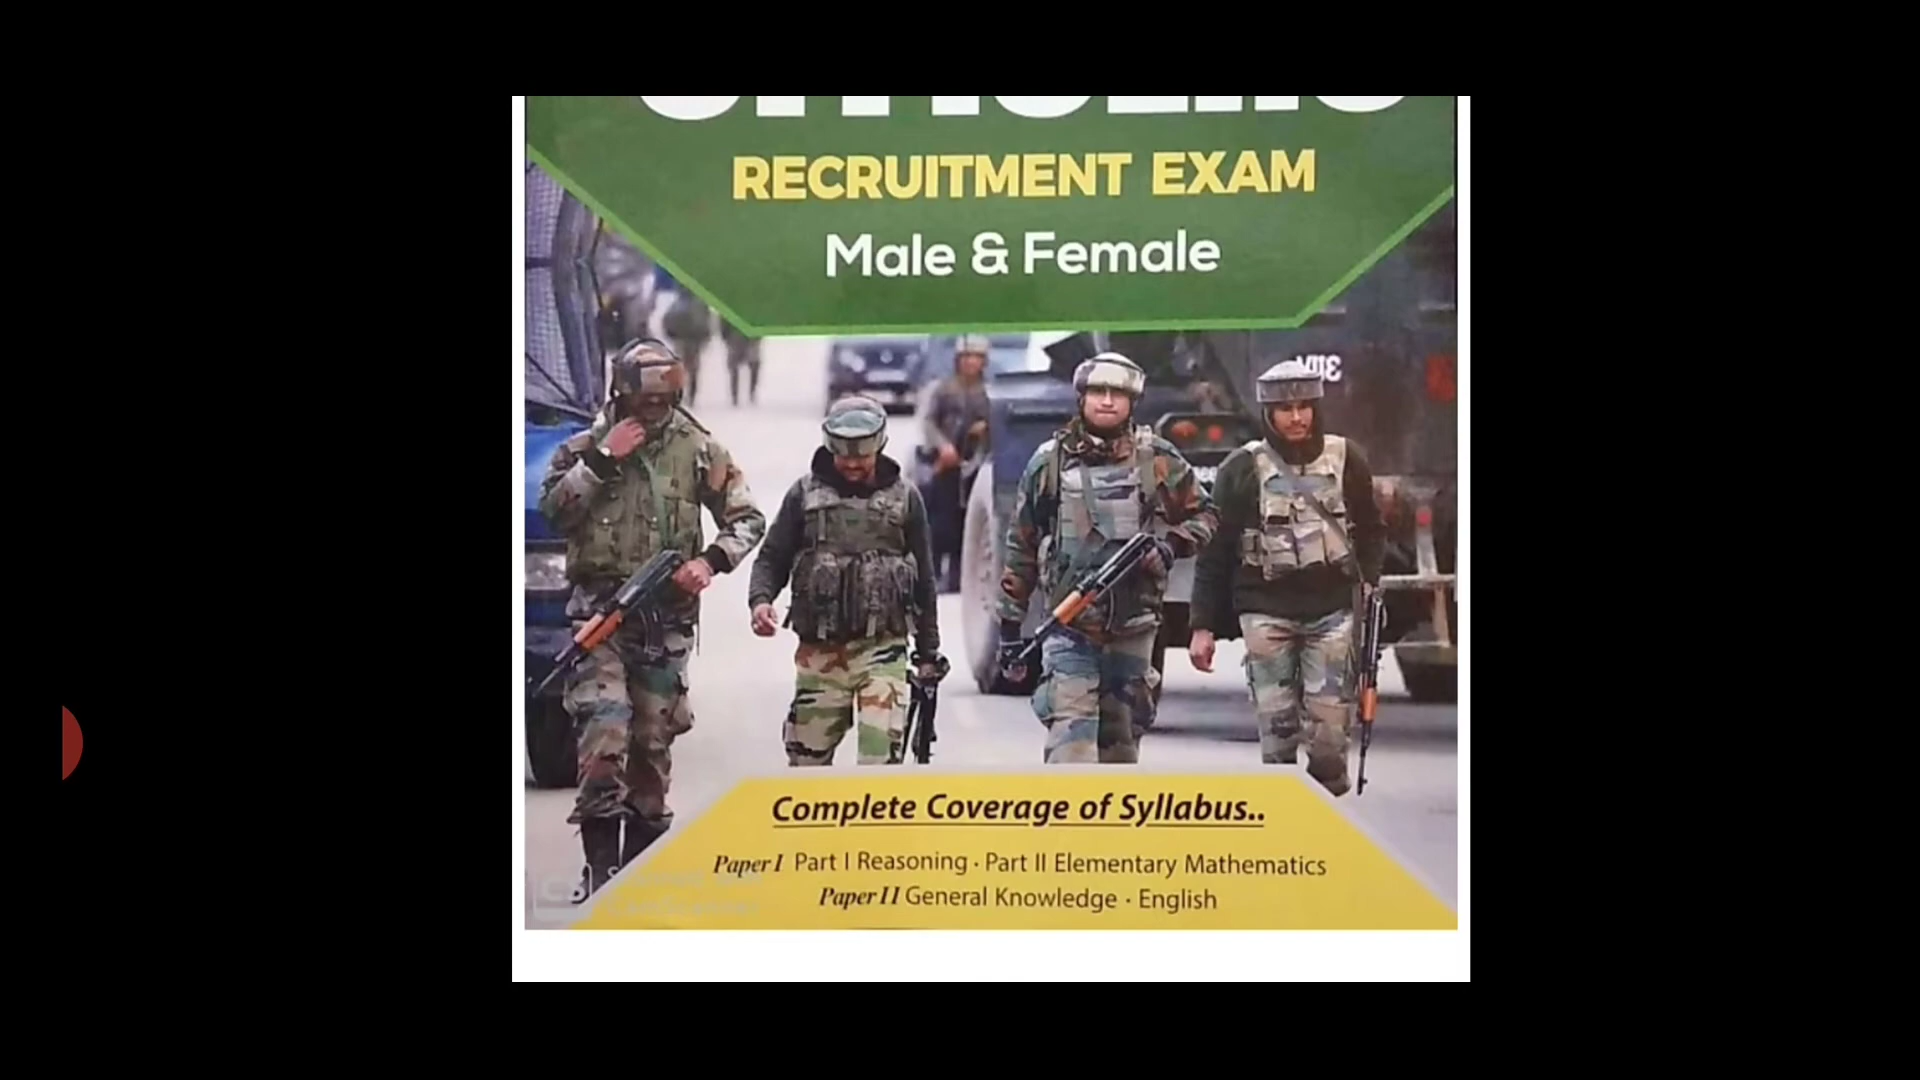 RECRUITMENT EXAM
Male & Female
Complete Coverage of Syllabus..
Paper I Part I Reasoning · Part II Elementary Mathematics
Paper II General Knowledge · English